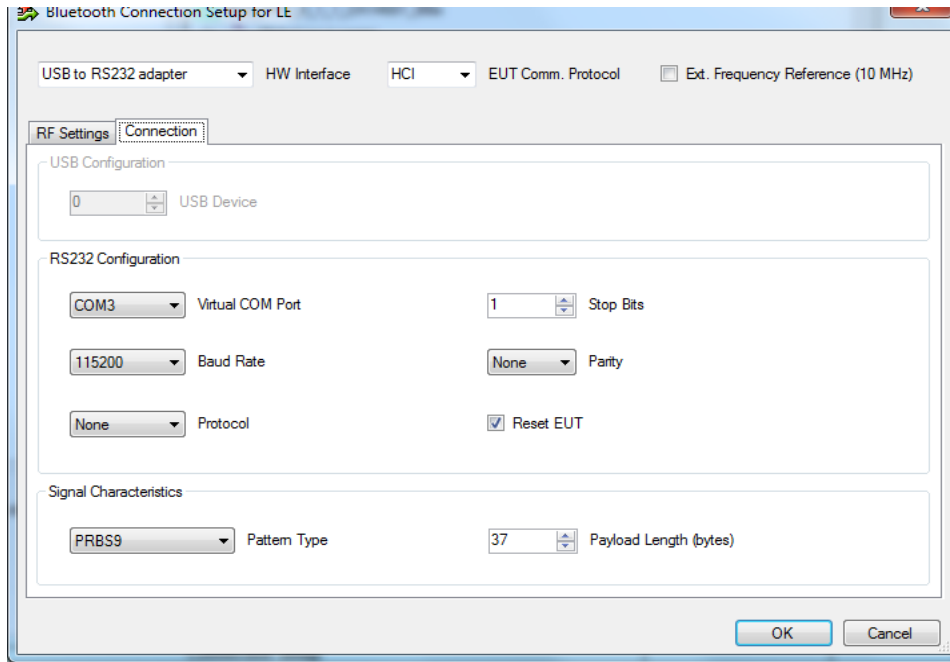 Bluetooth Connection Setup for LE
USB to RS232 adapter HW Interface HCI EUT Comm. Protocol Ext. Frequency Reference (10 MHz)
RF Settings Connection
USB Configuration
0 USB Device
RS232 Configuration
COM3 Virtual COM Port 1 Stop Bits
115200 Baud Rate None Parity
None Protocol Reset EUT
Signal Characteristics
PRBS9 Pattern Type 37 Payload Length (bytes)
OK Cancel